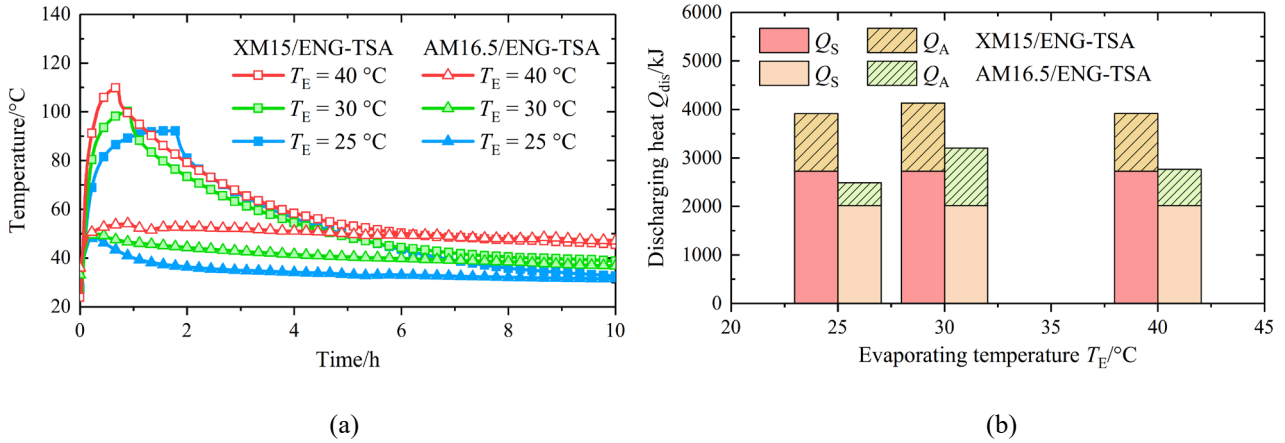 XM15/ENG-TSA AM16.5/ENG-TSA
T_E = 40 °C T_E = 40 °C
T_E = 30 °C T_E = 30 °C
T_E = 25 °C T_E = 25 °C
Temperature/°C
140
120
100
80
60
40
20
0 2 4 6 8 10
Time/h
(a)
Q_S Q_A XM15/ENG-TSA
Q_S Q_A AM16.5/ENG-TSA
Discharging heat Q_dis/kJ
6000
5000
4000
3000
2000
1000
0
20 25 30 35 40 45
Evaporating temperature T_E/°C
(b)